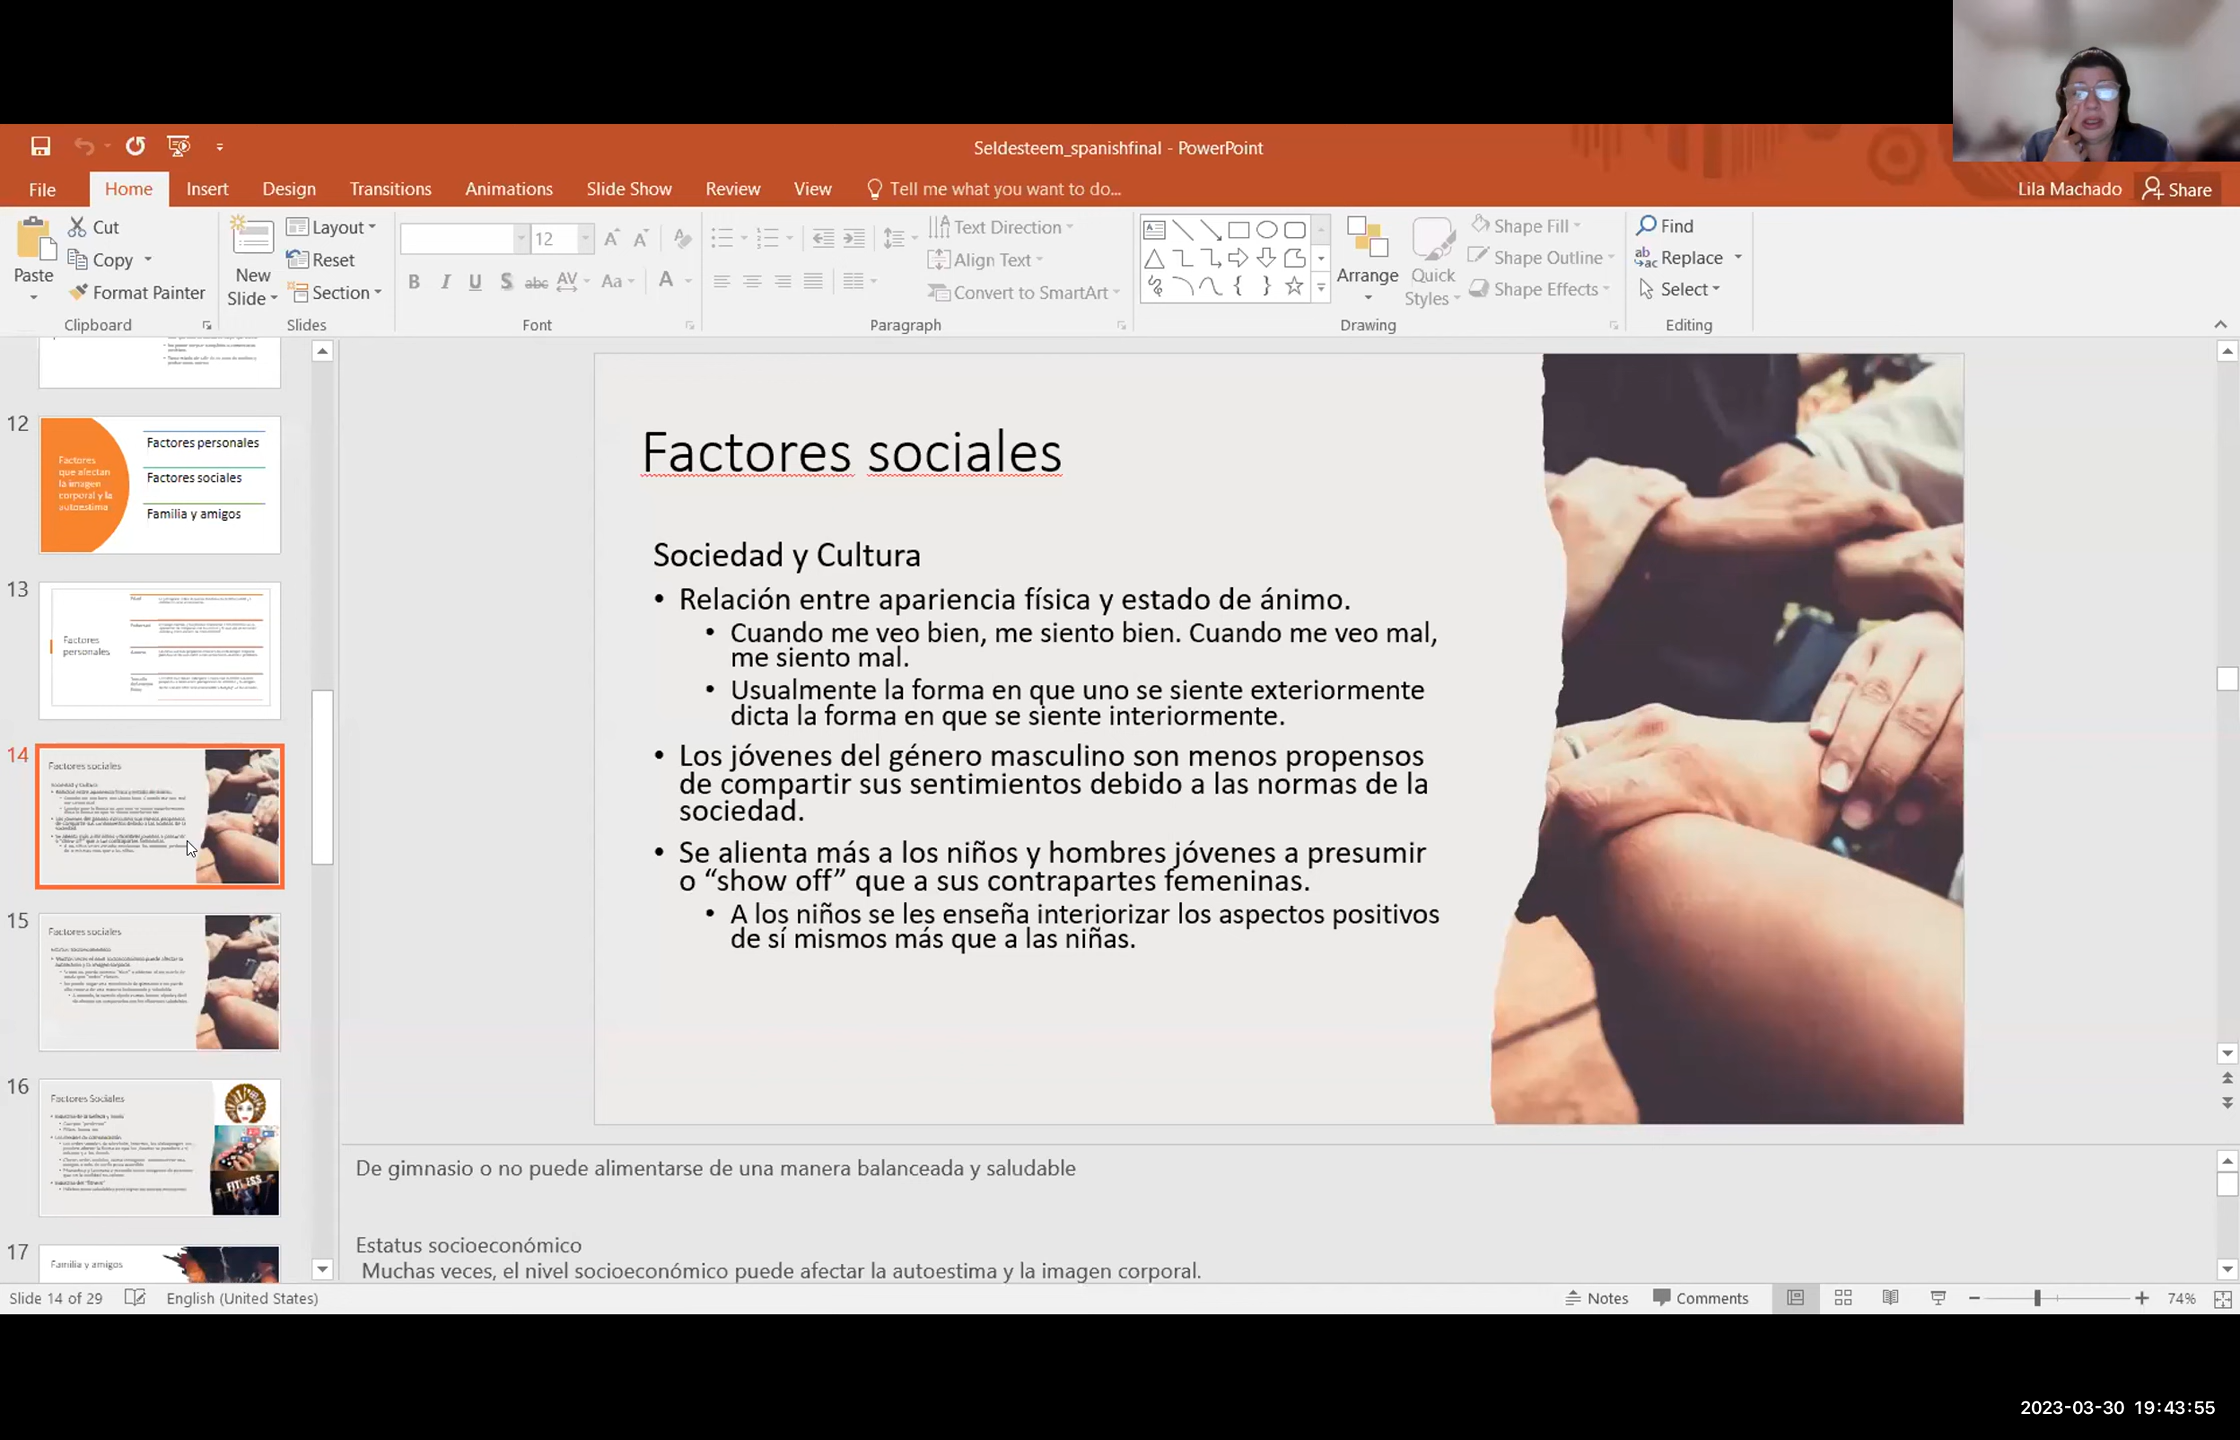 Seldesteem_spanishfinal - PowerPoint
File
Home
Insert
Design
Transitions
Animations
Slide Show
Review
View
Tell me what you want to do...
Lila Machado
Share
Paste
Cut
Copy
Format Painter
Clipboard
New
Slide
Layout
Reset
Section
Slides
12
Font
Text Direction
Align Text
Convert to SmartArt
Paragraph
Arrange
Quick
Styles
Shape Fill
Shape Outline
Shape Effects
Drawing
Find
Replace
Select
Editing
12
Factores
que afectan
la imagen
corporal y la
autoestima
Factores personales
Factores sociales
Familia y amigos
13
Factores
personales
14
Factores sociales
15
Factores sociales
16
Factores Sociales
17
Familia y amigos
Factores sociales
Sociedad y Cultura
• Relación entre apariencia física y estado de ánimo.
• Cuando me veo bien, me siento bien. Cuando me veo mal,
me siento mal.
• Usualmente la forma en que uno se siente exteriormente
dicta la forma en que se siente interiormente.
• Los jóvenes del género masculino son menos propensos
de compartir sus sentimientos debido a las normas de la
sociedad.
• Se alienta más a los niños y hombres jóvenes a presumir
o “show off” que a sus contrapartes femeninas.
• A los niños se les enseña interiorizar los aspectos positivos
de sí mismos más que a las niñas.
De gimnasio o no puede alimentarse de una manera balanceada y saludable
Estatus socioeconómico
Muchas veces, el nivel socioeconómico puede afectar la autoestima y la imagen corporal.
Slide 14 of 29
English (United States)
Notes
Comments
74%
2023-03-30 19:43:55